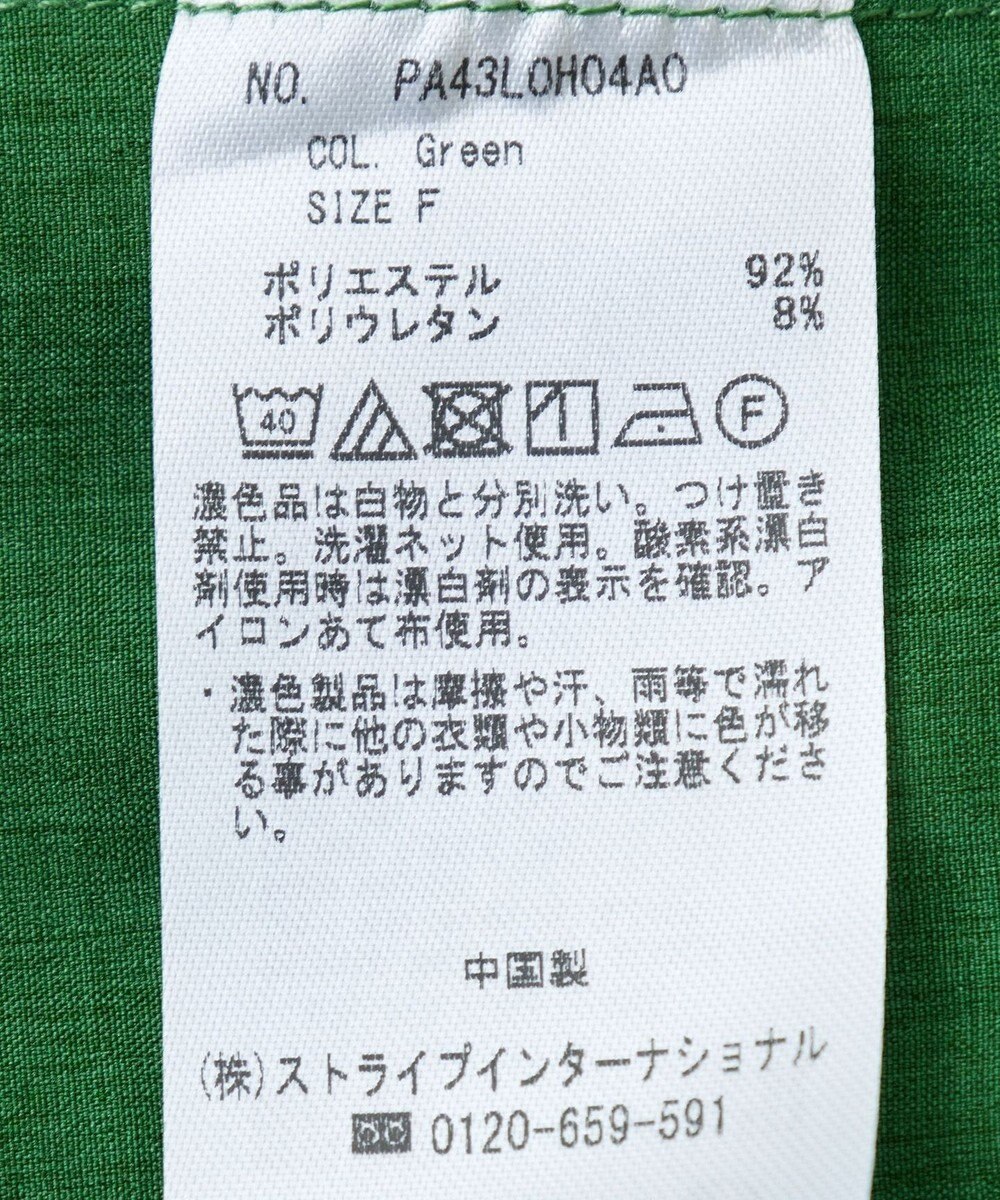 NO. PA43L0H04A0
COL. Green
SIZE F
ポリエステル 92%
ポリウレタン 8%
40 F
濃色品は白物と分別洗い。つけ置き
禁止。洗濯ネット使用。酸素系漂白
剤使用時は漂白剤の表示を確認。ア
イロンあて布使用。
・濃色製品は摩擦や汗、雨等で濡れ
た際に他の衣類や小物類に色が移
る事がありますのでご注意くださ
い。
中国製
(株)ストライプインターナショナル
0120-659-591